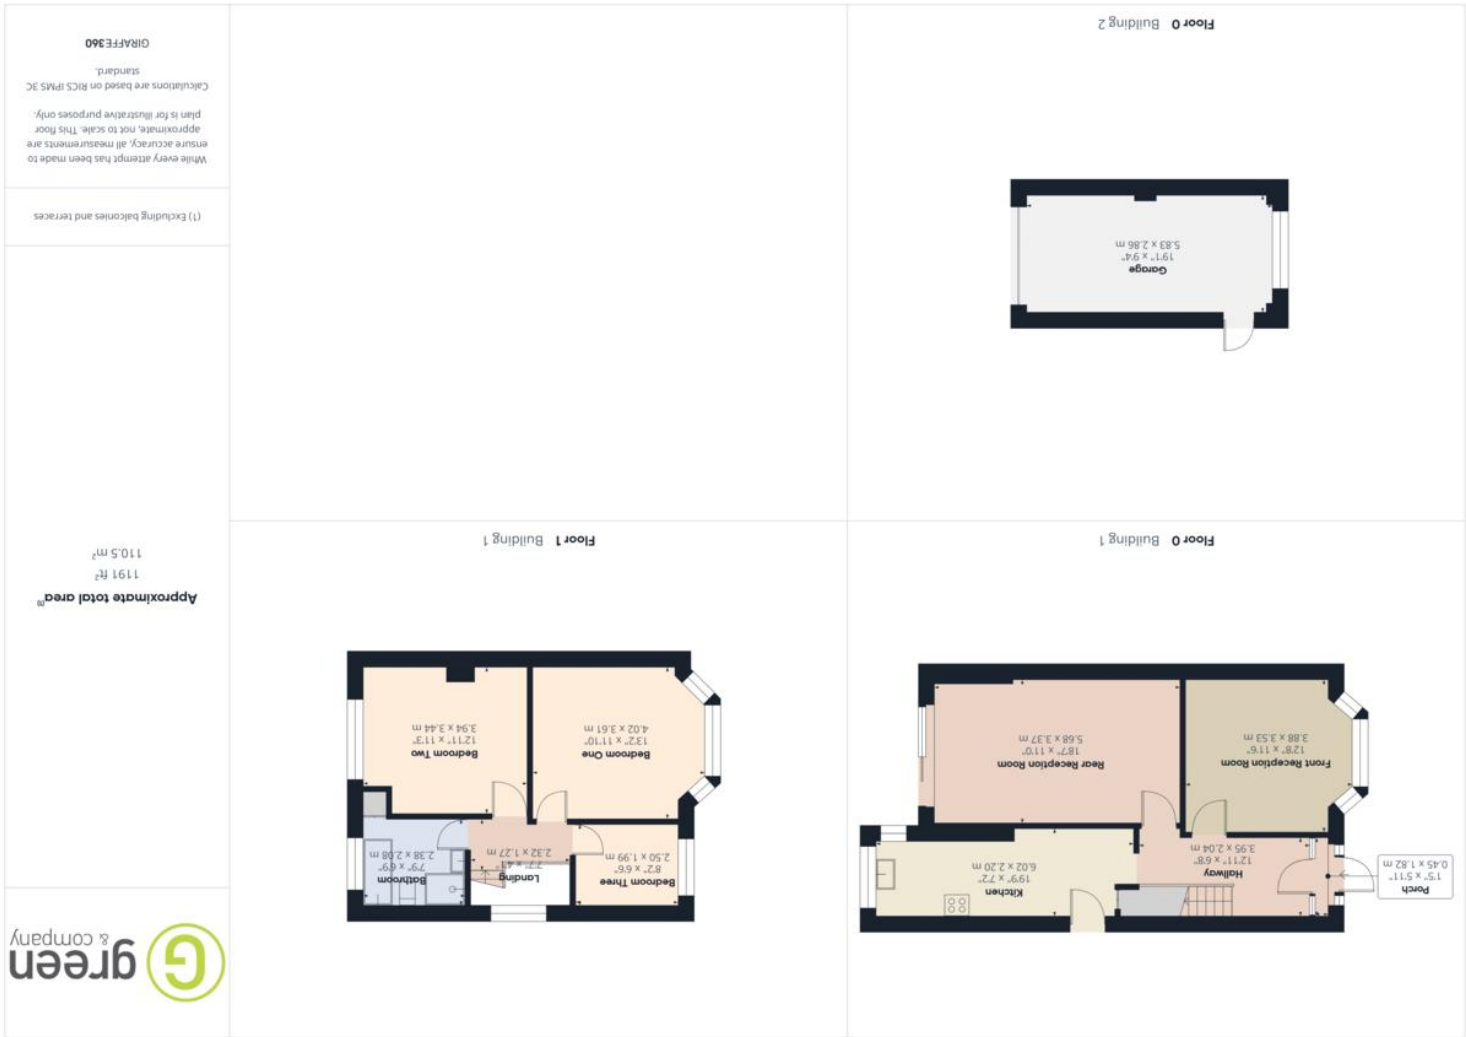 green
& company
Porch
1'5" x 5'11"
0.45 x 1.82 m
Hallway
12'11" x 6'8"
3.95 x 2.04 m
Kitchen
19'9" x 7'2"
6.02 x 2.20 m
Front Reception Room
12'8" x 11'6"
3.88 x 3.53 m
Rear Reception Room
18'7" x 11'0"
5.68 x 3.37 m
Floor 0 Building 1
Bedroom Three
8'2" x 6'6"
2.50 x 1.99 m
Landing
7'7" x 4'1"
2.32 x 1.27 m
Bathroom
7'9" x 6'9"
2.38 x 2.08 m
Bedroom One
13'2" x 11'10"
4.02 x 3.61 m
Bedroom Two
12'11" x 11'3"
3.94 x 3.44 m
Floor 1 Building 1
Approximate total area(1)
1191 ft²
110.5 m²
Garage
19'1" x 9'4"
5.83 x 2.86 m
Floor 0 Building 2
(1) Excluding balconies and terraces
While every attempt has been made to
ensure accuracy, all measurements are
approximate, not to scale. This floor
plan is for illustrative purposes only.
Calculations are based on RICS IPMS 3C
standard.
GIRAFFE360